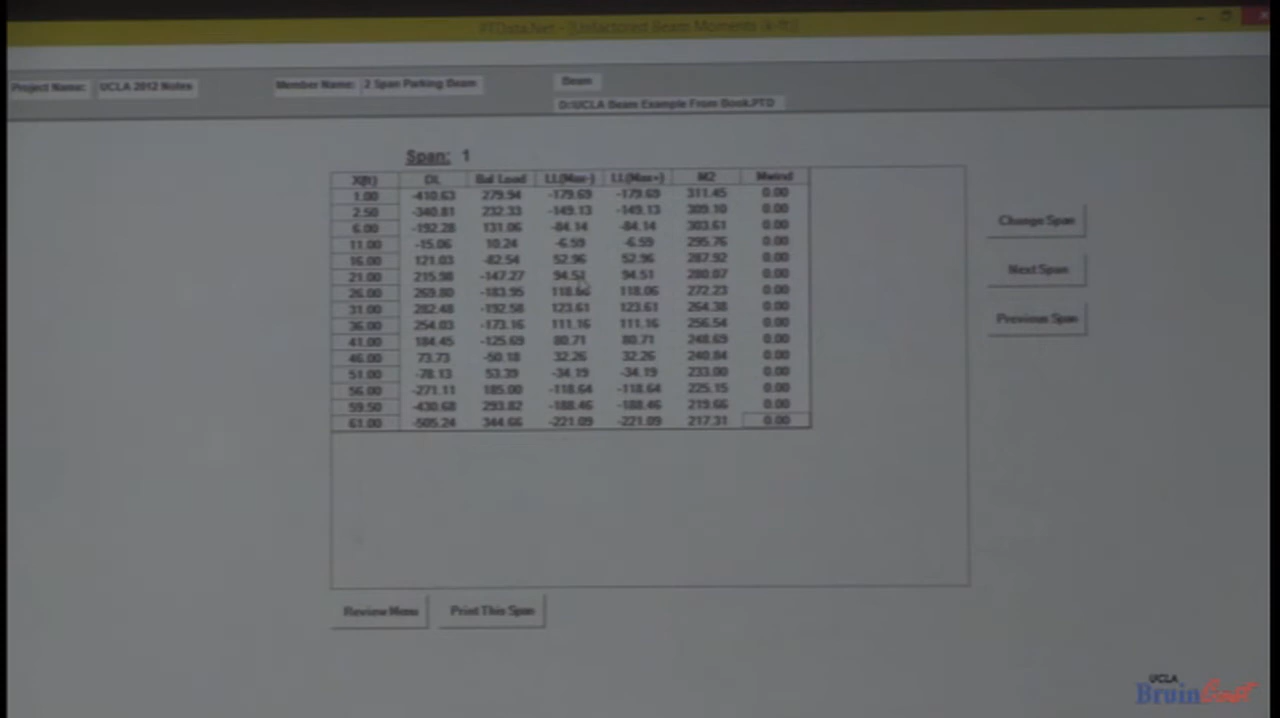 PTData.Net - [Unfactored Beam Moments (k-ft)]
Project Name: UCLA 2012 Notes Member Name: 2 Span Parking Beam Beam
D:\UCLA Beam Example From Book.PTD
Span: 1
X(ft) DL Bal Load LL(Max-) LL(Max+) M2 Mwind
1.00 -410.63 279.94 -179.69 -179.69 311.45 0.00
2.50 -340.81 232.33 -149.13 -149.13 309.10 0.00
6.00 -192.28 131.06 -84.14 -84.14 303.61 0.00
11.00 -15.06 10.24 -6.59 -6.59 295.76 0.00
16.00 121.03 -82.54 52.96 52.96 287.92 0.00
21.00 215.98 -147.27 94.51 94.51 280.07 0.00
26.00 269.80 -183.95 118.06 118.06 272.23 0.00
31.00 282.48 -192.58 123.61 123.61 264.38 0.00
36.00 254.03 -173.16 111.16 111.16 256.54 0.00
41.00 184.45 -125.69 80.71 80.71 248.69 0.00
46.00 73.73 -50.18 32.26 32.26 240.84 0.00
51.00 -78.13 53.39 -34.19 -34.19 233.00 0.00
56.00 -271.11 185.00 -118.64 -118.64 225.15 0.00
59.50 -430.68 293.82 -188.46 -188.46 219.66 0.00
61.00 -505.24 344.66 -221.09 -221.09 217.31 0.00
Change Span
Next Span
Previous Span
Review Menu Print This Span
UCLA
BruinCast